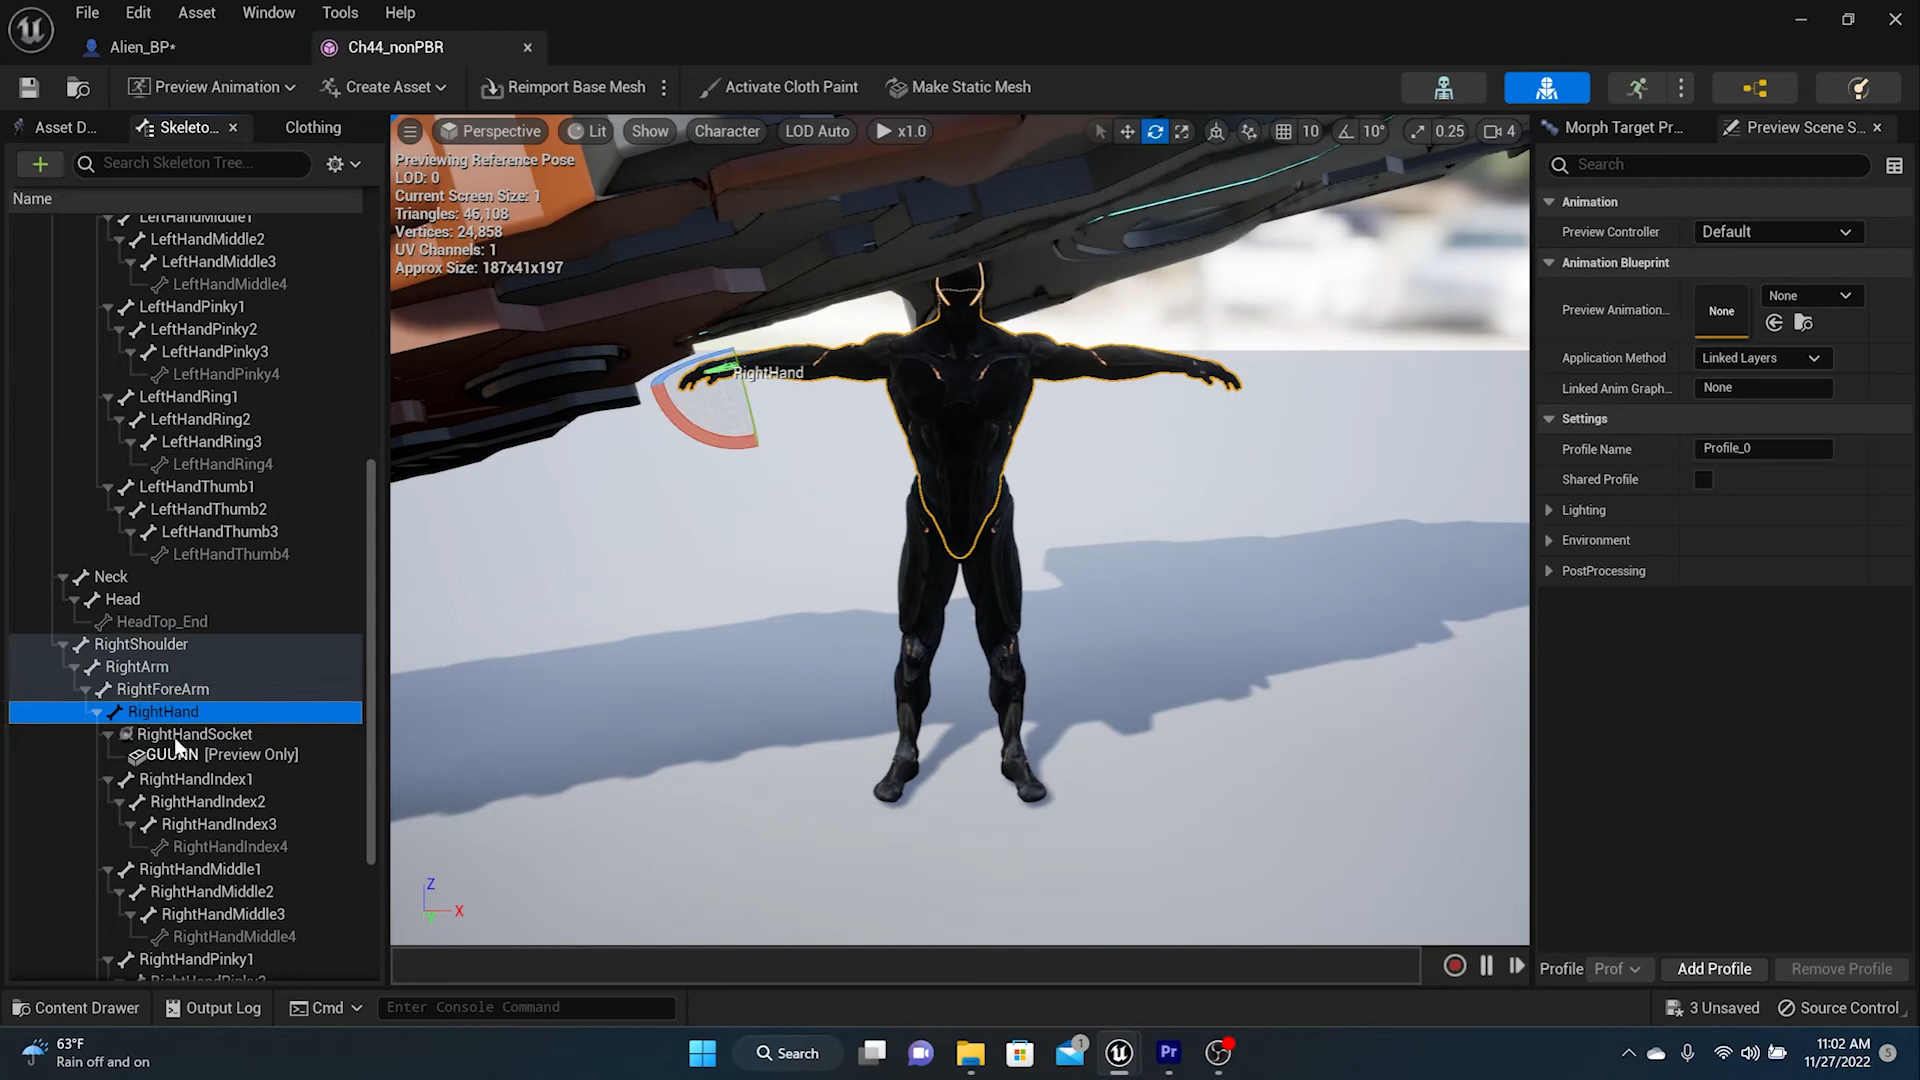 File Edit Asset Window Tools Help
Alien_BP* Ch44_nonPBR
Preview Animation Create Asset Reimport Base Mesh Activate Cloth Paint Make Static Mesh
Asset D... Skeleto... Clothing
Search Skeleton Tree...
Name
LeftHandMiddle1
LeftHandMiddle2
LeftHandMiddle3
LeftHandMiddle4
LeftHandPinky1
LeftHandPinky2
LeftHandPinky3
LeftHandPinky4
LeftHandRing1
LeftHandRing2
LeftHandRing3
LeftHandRing4
LeftHandThumb1
LeftHandThumb2
LeftHandThumb3
LeftHandThumb4
Neck
Head
HeadTop_End
RightShoulder
RightArm
RightForeArm
RightHand
RightHandSocket
[Preview Only]
RightHandIndex1
RightHandIndex2
RightHandIndex3
RightHandIndex4
RightHandMiddle1
RightHandMiddle2
RightHandMiddle3
RightHandMiddle4
RightHandPinky1
RightHandPinky2
Perspective Lit Show Character LOD Auto x1.0 10 10° 0.25 4
Previewing Reference Pose
LOD: 0
Current Screen Size: 1
Triangles: 46,108
Vertices: 24,858
UV Channels: 1
Approx Size: 187x41x197
RightHand
Z
X
Y
Morph Target Pr... Preview Scene S...
Search
Animation
Preview Controller Default
Animation Blueprint
Preview Animation... None None
Application Method Linked Layers
Linked Anim Graph... None
Settings
Profile Name Profile_0
Shared Profile
Lighting
Environment
PostProcessing
Profile Prof Add Profile Remove Profile
Content Drawer Output Log Cmd Enter Console Command 3 Unsaved Source Control
63°F
Rain off and on
Search
1
Pr
11:02 AM
11/27/2022
5